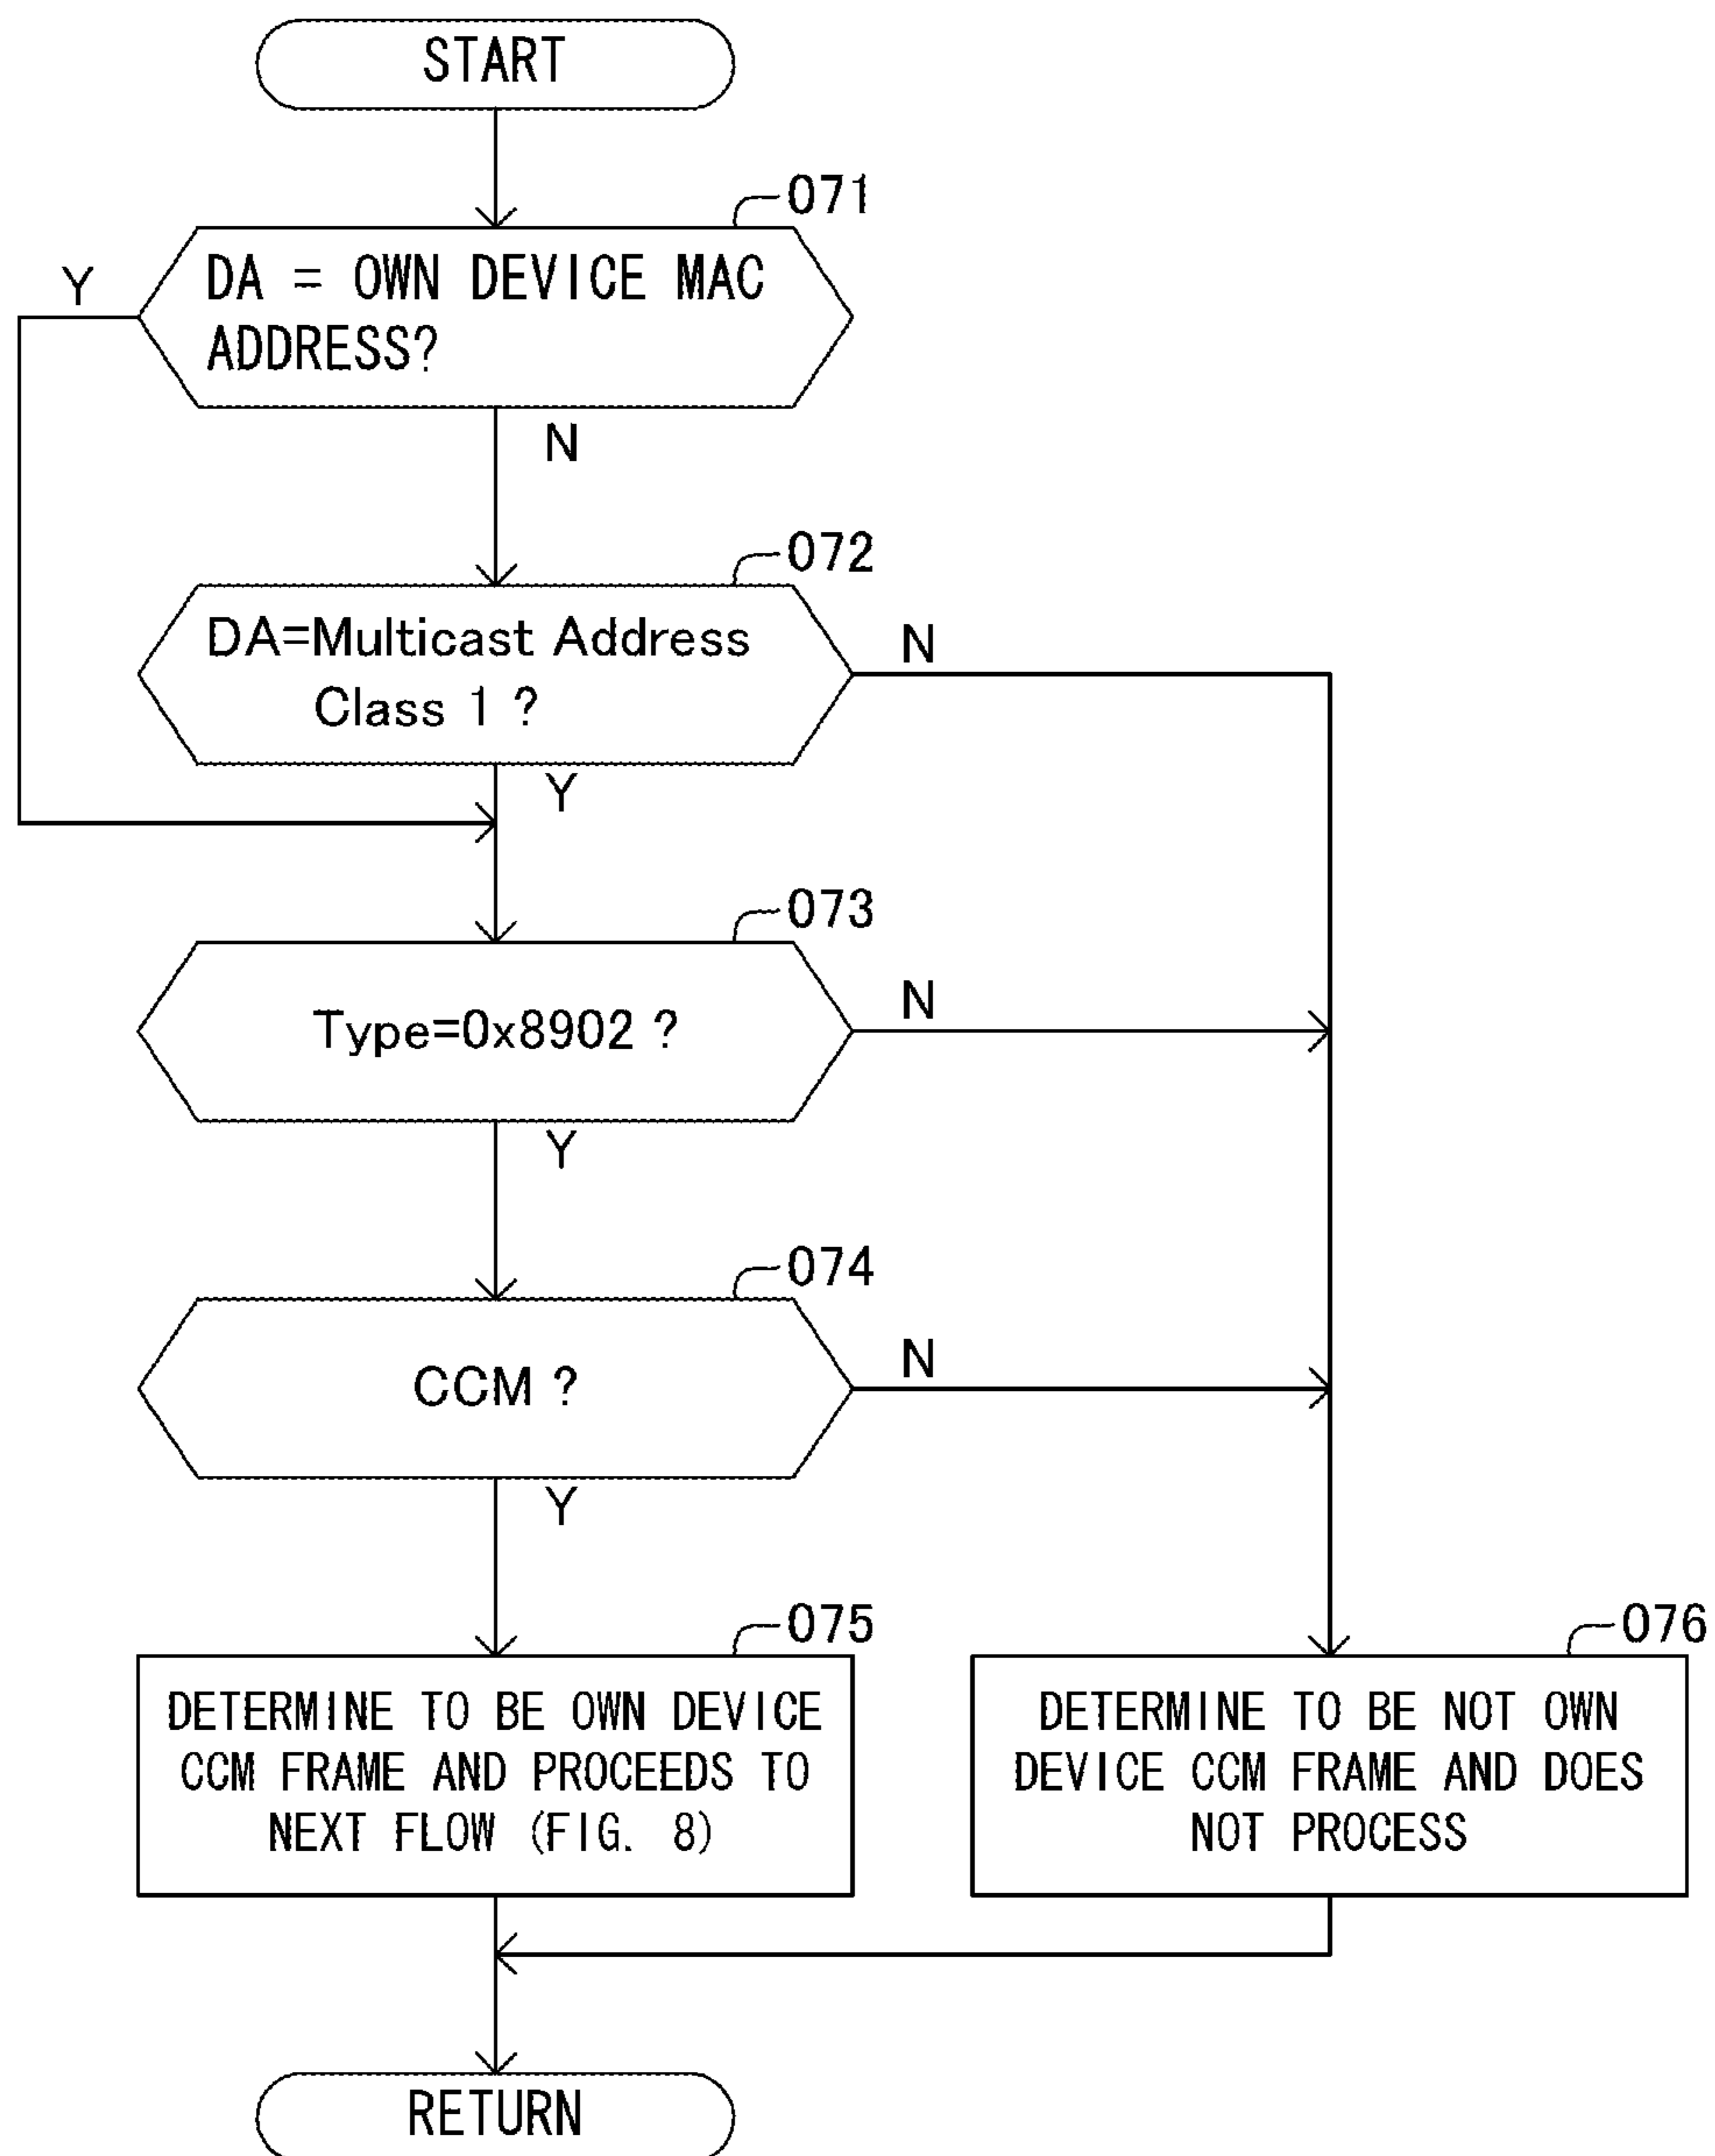 START
071
DA = OWN DEVICE MAC
ADDRESS?
Y
N
072
DA=Multicast Address
Class 1 ?
N
Y
073
Type=0x8902 ?
N
Y
074
CCM ?
N
Y
075
DETERMINE TO BE OWN DEVICE
CCM FRAME AND PROCEEDS TO
NEXT FLOW (FIG. 8)
076
DETERMINE TO BE NOT OWN
DEVICE CCM FRAME AND DOES
NOT PROCESS
RETURN